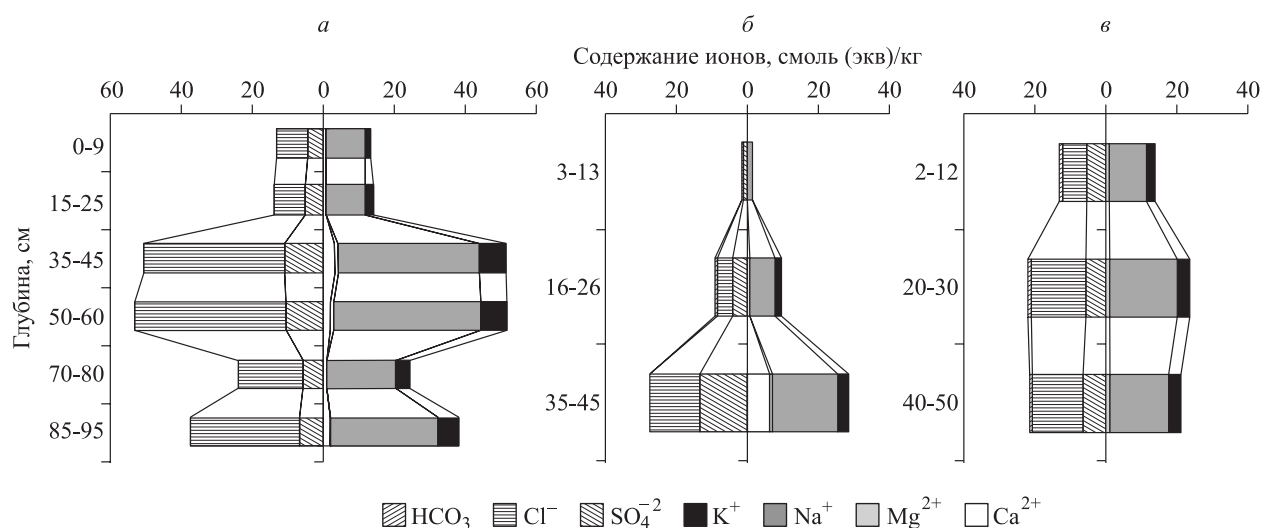 а б в
Содержание ионов, смоль (экв)/кг
60 40 20 0 20 40 60 40 20 0 20 40 40 20 0 20 40
Глубина, см
0-9
15-25
35-45
50-60
70-80
85-95
3-13
16-26
35-45
2-12
20-30
40-50
HCO₃ Cl⁻ SO₄⁻² K⁺ Na⁺ Mg²⁺ Ca²⁺